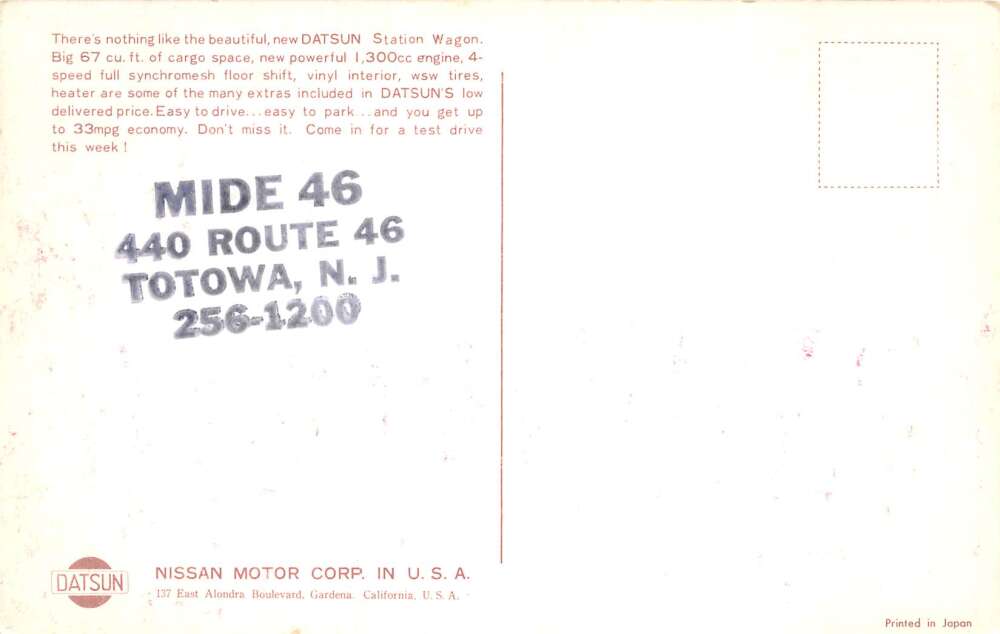 There's nothing like the beautiful, new DATSUN Station Wagon.
Big 67 cu. ft. of cargo space, new powerful 1,300cc engine, 4-
speed full synchromesh floor shift, vinyl interior, wsw tires,
heater are some of the many extras included in DATSUN'S low
delivered price. Easy to drive...easy to park...and you get up
to 33mpg economy. Don't miss it. Come in for a test drive
this week!
MIDE 46
440 ROUTE 46
TOTOWA, N. J.
256-1200
DATSUN
NISSAN MOTOR CORP. IN U. S. A.
137 East Alondra Boulevard, Gardena, California, U. S. A.
Printed in Japan